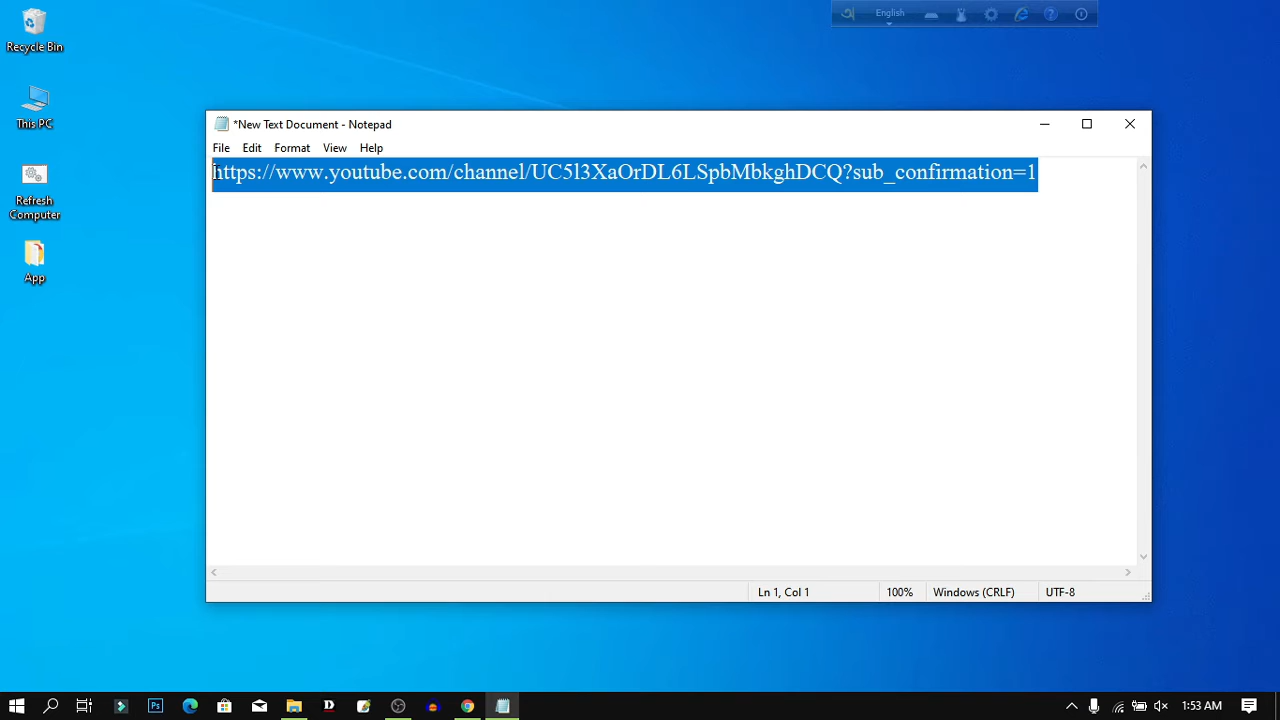 English
Recycle Bin
This PC
Refresh
Computer
App
*New Text Document - Notepad
File Edit Format View Help
https://www.youtube.com/channel/UC5l3XaOrDL6LSpbMbkghDCQ?sub_confirmation=1
Ln 1, Col 1 100% Windows (CRLF) UTF-8
Ps D 1:53 AM